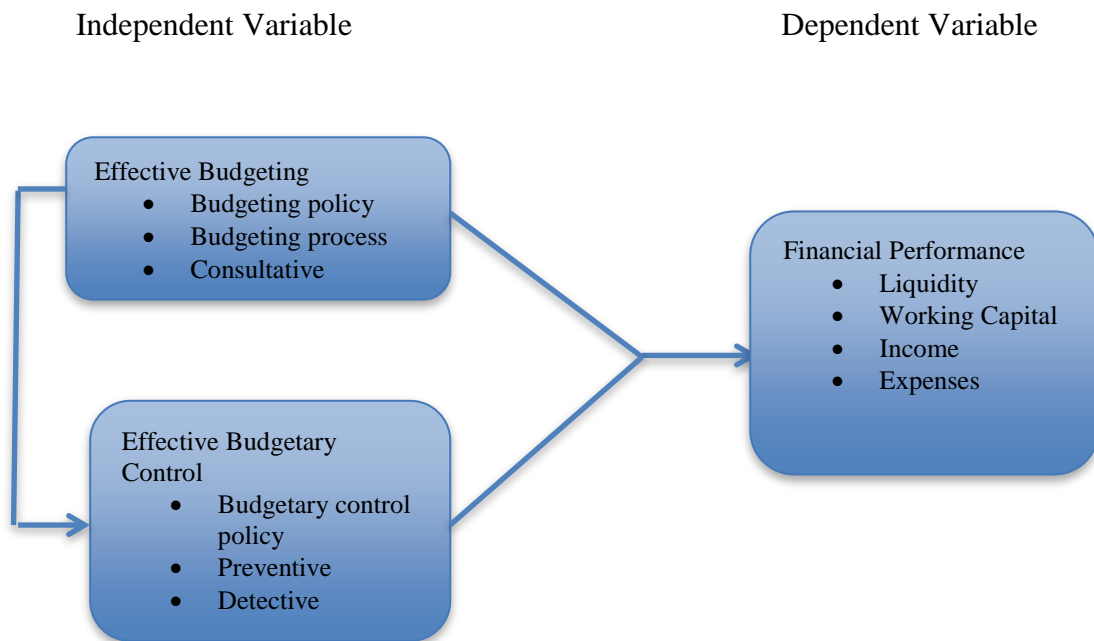 Independent Variable
Dependent Variable
Effective Budgeting
• Budgeting policy
• Budgeting process
• Consultative
Effective Budgetary
Control
• Budgetary control
policy
• Preventive
• Detective
Financial Performance
• Liquidity
• Working Capital
• Income
• Expenses